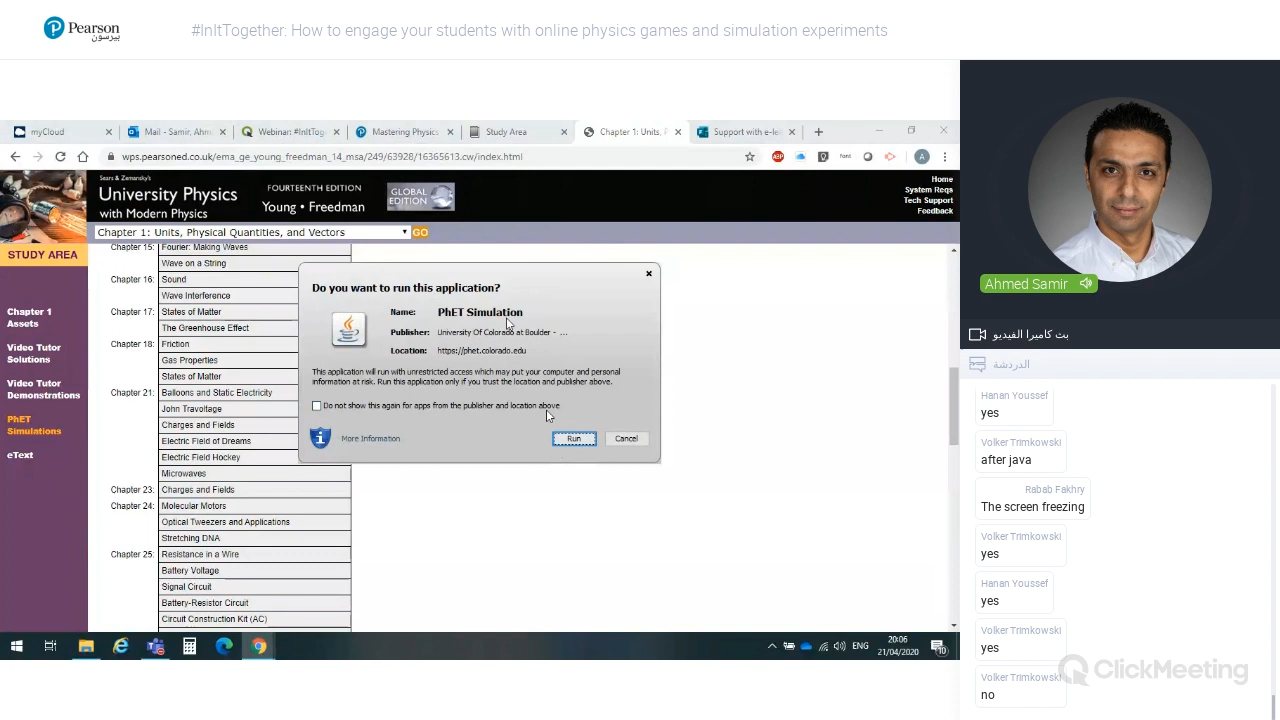 Pearson
بيرسون
#InItTogether: How to engage your students with online physics games and simulation experiments
myCloud
Mail - Samir, Ahm
Webinar: #InItTog
Mastering Physics
Study Area
Chapter 1: Units, P
Support with e-le
wps.pearsoned.co.uk/ema_ge_young_freedman_14_msa/249/63928/16365613.cw/index.html
ABP
font
A
Sears & Zemansky's
University Physics
with Modern Physics
FOURTEENTH EDITION
Young • Freedman
GLOBAL
EDITION
Home
System Reqs
Tech Support
Feedback
Chapter 1: Units, Physical Quantities, and Vectors
GO
STUDY AREA
Chapter 1
Assets
Video Tutor
Solutions
Video Tutor
Demonstrations
PhET
Simulations
eText
Chapter 15: Fourier: Making Waves
Wave on a String
Chapter 16: Sound
Wave Interference
Chapter 17: States of Matter
The Greenhouse Effect
Chapter 18: Friction
Gas Properties
States of Matter
Chapter 21: Balloons and Static Electricity
John Travoltage
Charges and Fields
Electric Field of Dreams
Electric Field Hockey
Microwaves
Chapter 23: Charges and Fields
Chapter 24: Molecular Motors
Optical Tweezers and Applications
Stretching DNA
Chapter 25: Resistance in a Wire
Battery Voltage
Signal Circuit
Battery-Resistor Circuit
Circuit Construction Kit (AC)
Do you want to run this application?
Name: PhET Simulation
Publisher: University Of Colorado at Boulder - ...
Location: https://phet.colorado.edu
This application will run with unrestricted access which may put your computer and personal
information at risk. Run this application only if you trust the location and publisher above.
Do not show this again for apps from the publisher and location above
More Information
Run
Cancel
ENG
20:06
21/04/2020
10
Ahmed Samir
بث كاميرا الفيديو
الدردشة
Hanan Youssef
yes
Volker Trimkowski
after java
Rabab Fakhry
The screen freezing
Volker Trimkowski
yes
Hanan Youssef
yes
Volker Trimkowski
yes
Volker Trimkowski
no
ClickMeeting